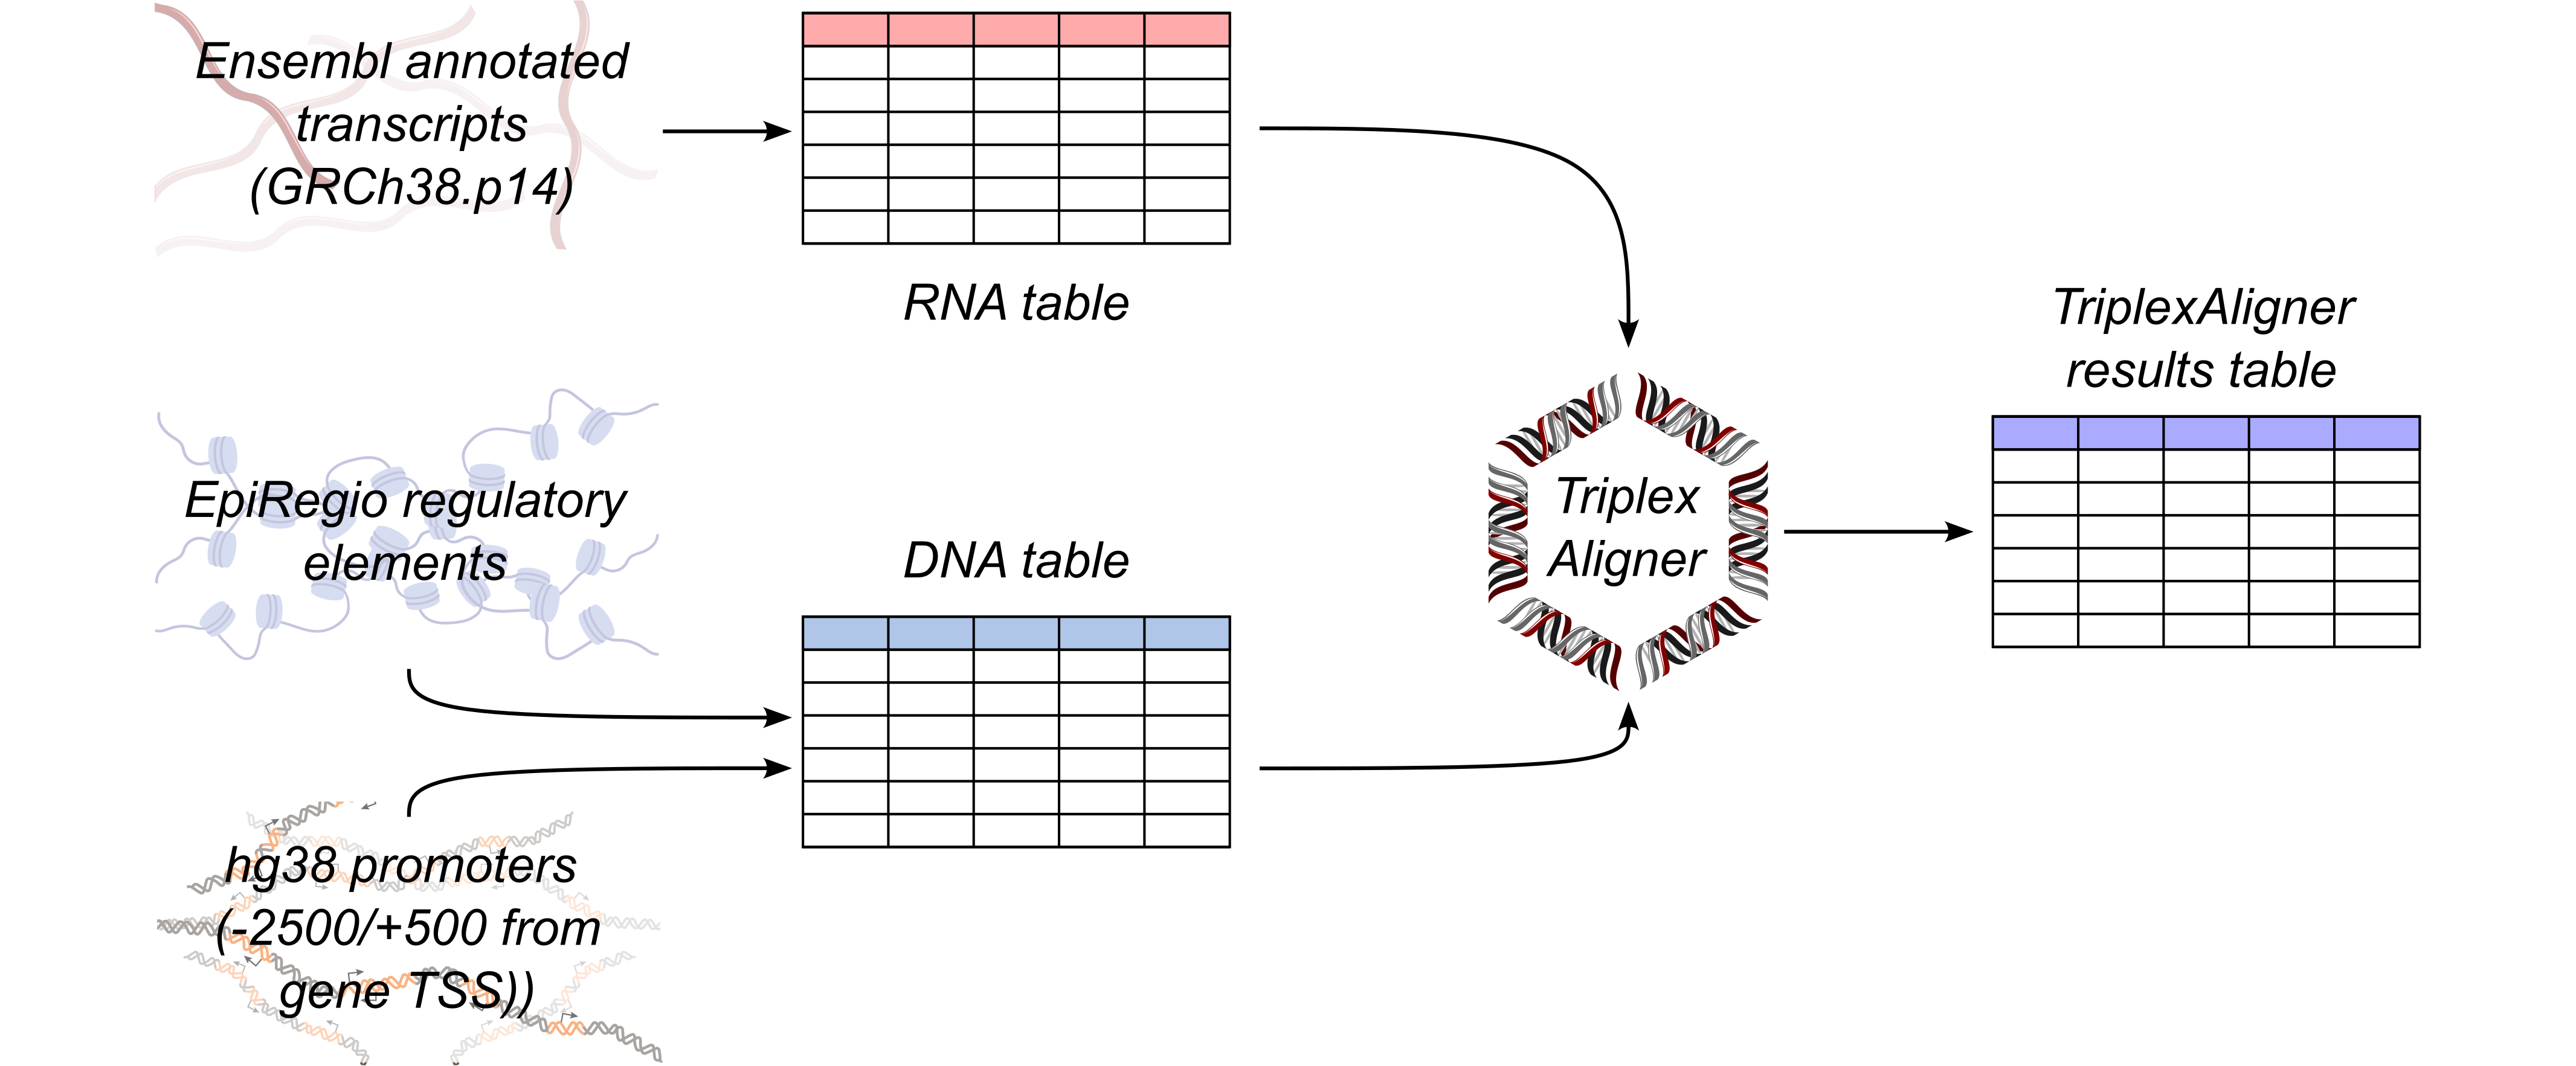 Ensembl annotated
transcripts
(GRCh38.p14)
RNA table
EpiRegio regulatory
elements
DNA table
hg38 promoters
(-2500/+500 from
gene TSS))
Triplex
Aligner
TriplexAligner
results table